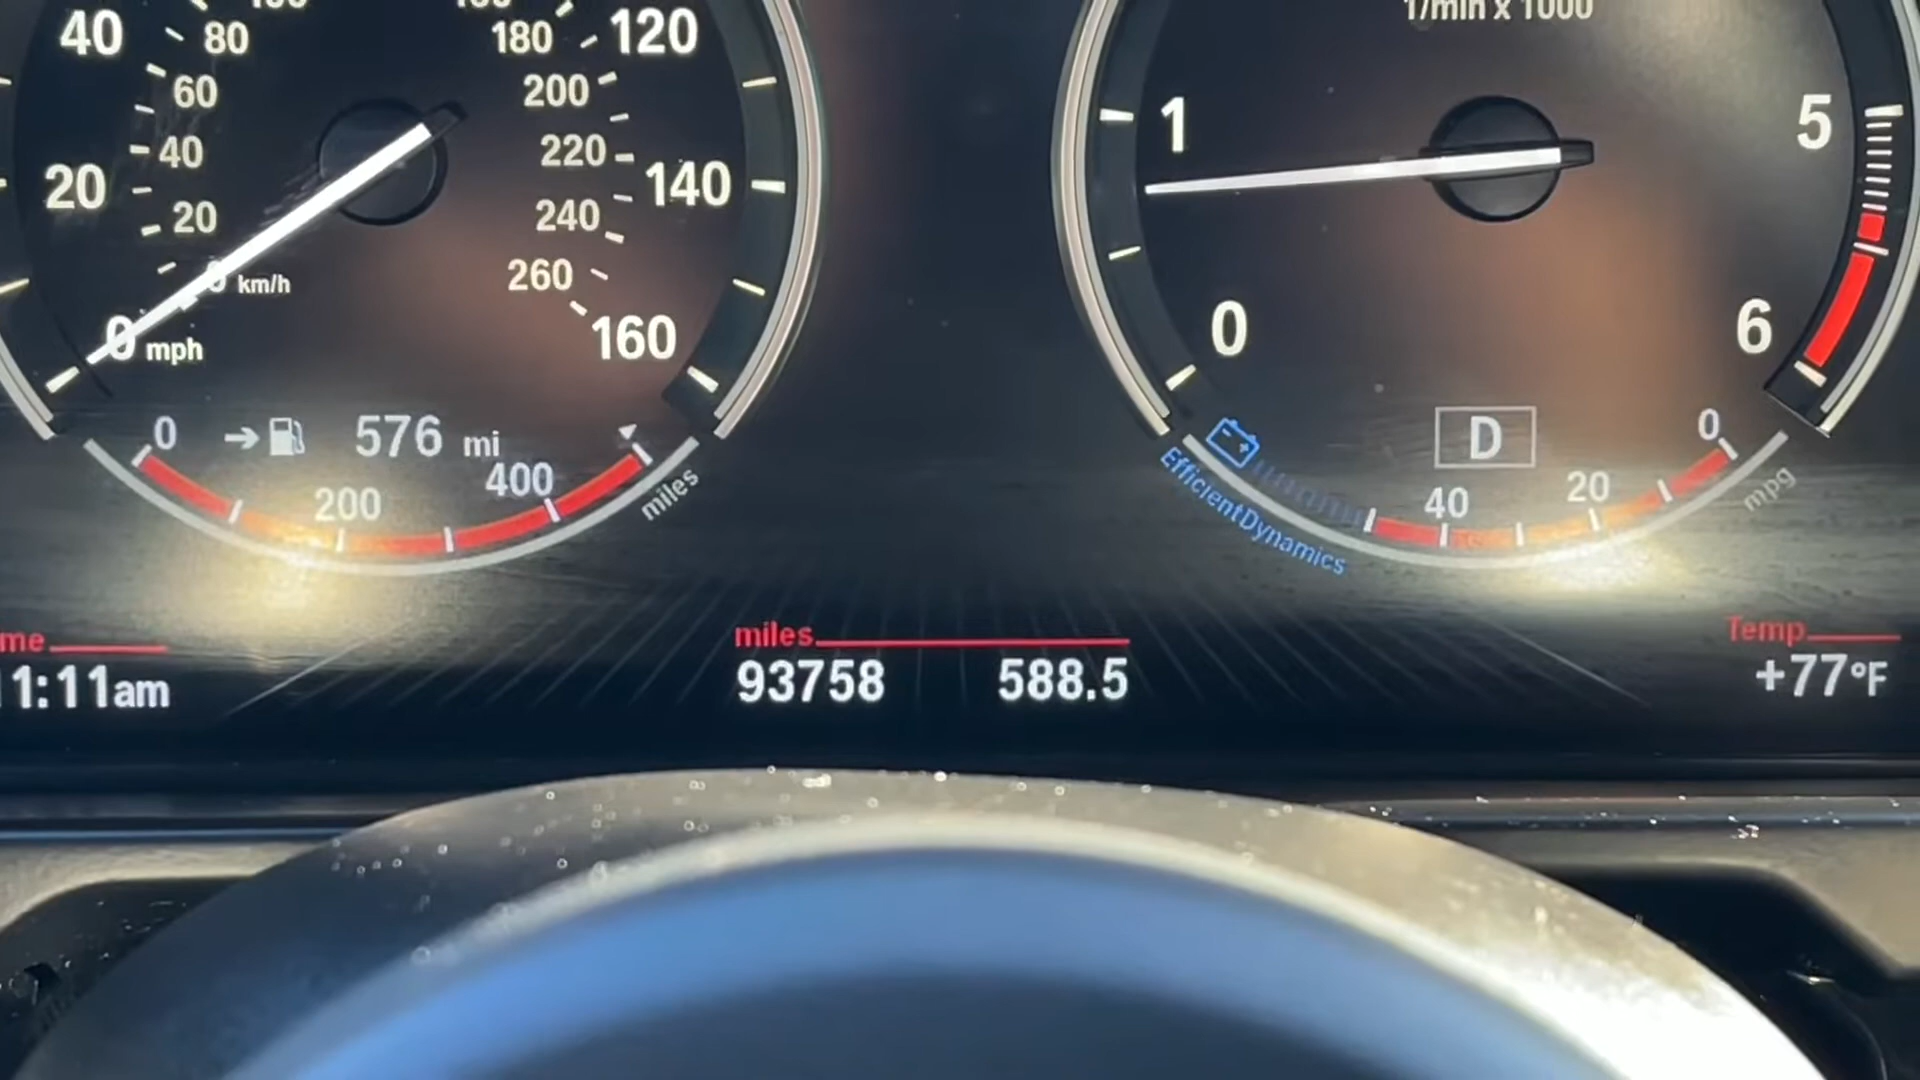 1/min x 1000
40 80 180 120
60 200
40 220
20 20 240 140
0 km/h 260
0 mph 160
1 5
0 6
0 576 mi
200 400 miles
D
EfficientDynamics
40 20 0 mpg
miles
93758 588.5
1:11am
Temp
+77°F